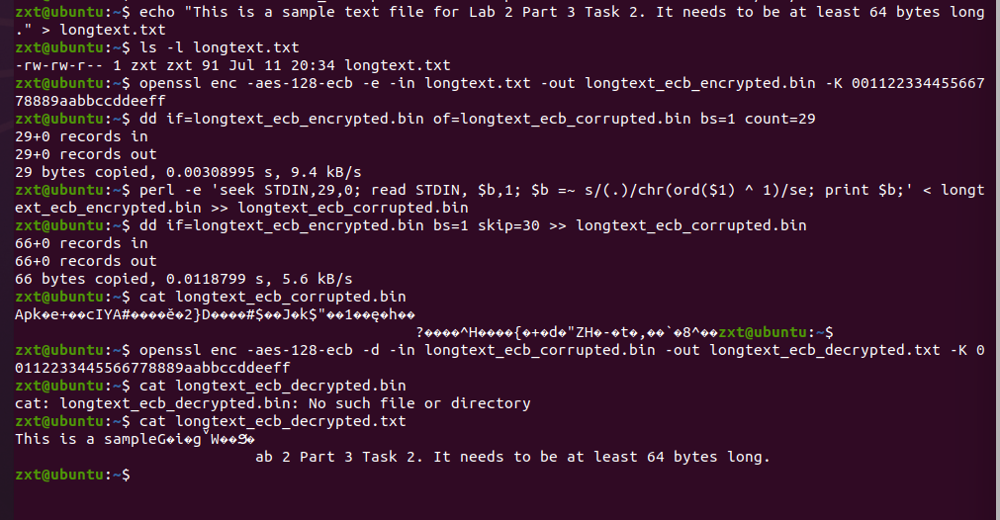 zxt@ubuntu:~$ echo "This is a sample text file for Lab 2 Part 3 Task 2. It needs to be at least 64 bytes long
." > longtext.txt
zxt@ubuntu:~$ ls -l longtext.txt
-rw-rw-r-- 1 zxt zxt 91 Jul 11 20:34 longtext.txt
zxt@ubuntu:~$ openssl enc -aes-128-ecb -e -in longtext.txt -out longtext_ecb_encrypted.bin -K 001122334455667
78889aabbccddeeff
zxt@ubuntu:~$ dd if=longtext_ecb_encrypted.bin of=longtext_ecb_corrupted.bin bs=1 count=29
29+0 records in
29+0 records out
29 bytes copied, 0.00308995 s, 9.4 kB/s
zxt@ubuntu:~$ perl -e 'seek STDIN,29,0; read STDIN, $b,1; $b =~ s/(.)/chr(ord($1) ^ 1)/se; print $b;' < longt
ext_ecb_encrypted.bin >> longtext_ecb_corrupted.bin
zxt@ubuntu:~$ dd if=longtext_ecb_encrypted.bin bs=1 skip=30 >> longtext_ecb_corrupted.bin
66+0 records in
66+0 records out
66 bytes copied, 0.0118799 s, 5.6 kB/s
zxt@ubuntu:~$ cat longtext_ecb_corrupted.bin
Apk�e+��cIYA#����ě�2}D����#$��J�k$"��1��ę�h��
?����^H����{�+�d�"ZH�-�t�,��`�8^��zxt@ubuntu:~$
zxt@ubuntu:~$ openssl enc -aes-128-ecb -d -in longtext_ecb_corrupted.bin -out longtext_ecb_decrypted.txt -K 0
0112233445566778889aabbccddeeff
zxt@ubuntu:~$ cat longtext_ecb_decrypted.bin
cat: longtext_ecb_decrypted.bin: No such file or directory
zxt@ubuntu:~$ cat longtext_ecb_decrypted.txt
This is a sample
ab 2 Part 3 Task 2. It needs to be at least 64 bytes long.
zxt@ubuntu:~$